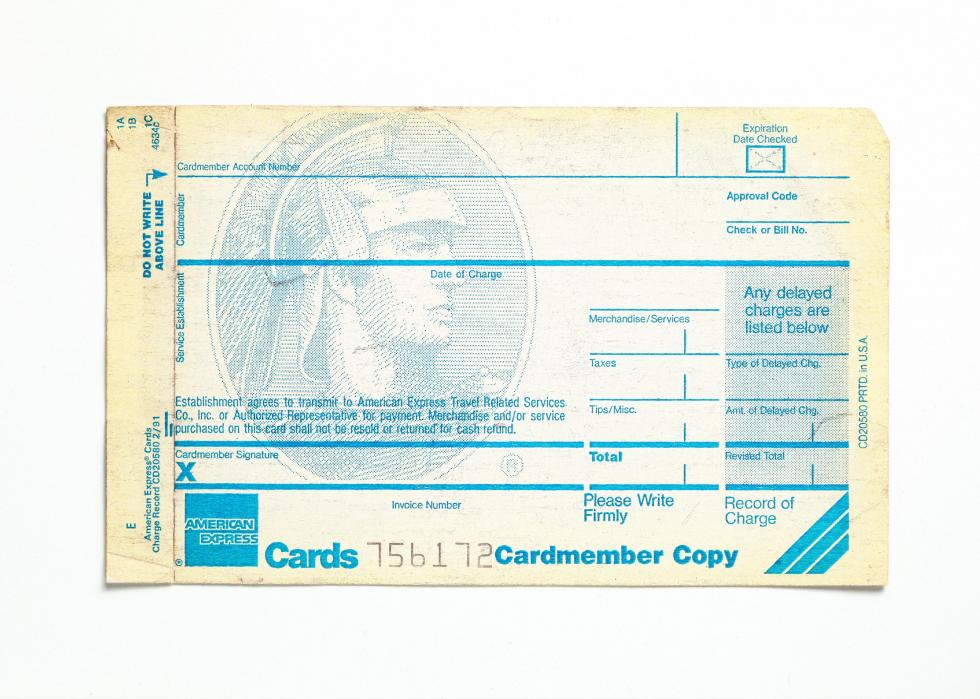 1A
1B
1C
46340
DO NOT WRITE
ABOVE LINE
E
American Express® Cards
Charge Record CD20580 2/91
Cardmember Account Number
Expiration
Date Checked
Cardmember
Approval Code
Check or Bill No.
Service Establishment
Date of Charge
Any delayed
charges are
listed below
Merchandise/Services
Taxes
Type of Delayed Chg.
Tips/Misc.
Amt. of Delayed Chg.
Establishment agrees to transmit to American Express Travel Related Services
Co., Inc. or Authorized Representative for payment. Merchandise and/or service
purchased on this card shall not be resold or returned for cash refund.
Cardmember Signature
X
®
Total
Revised Total
Invoice Number
Please Write
Firmly
Record of
Charge
AMERICAN
EXPRESS
®
Cards 756172 Cardmember Copy
CD20580 PRTD. in U.S.A.